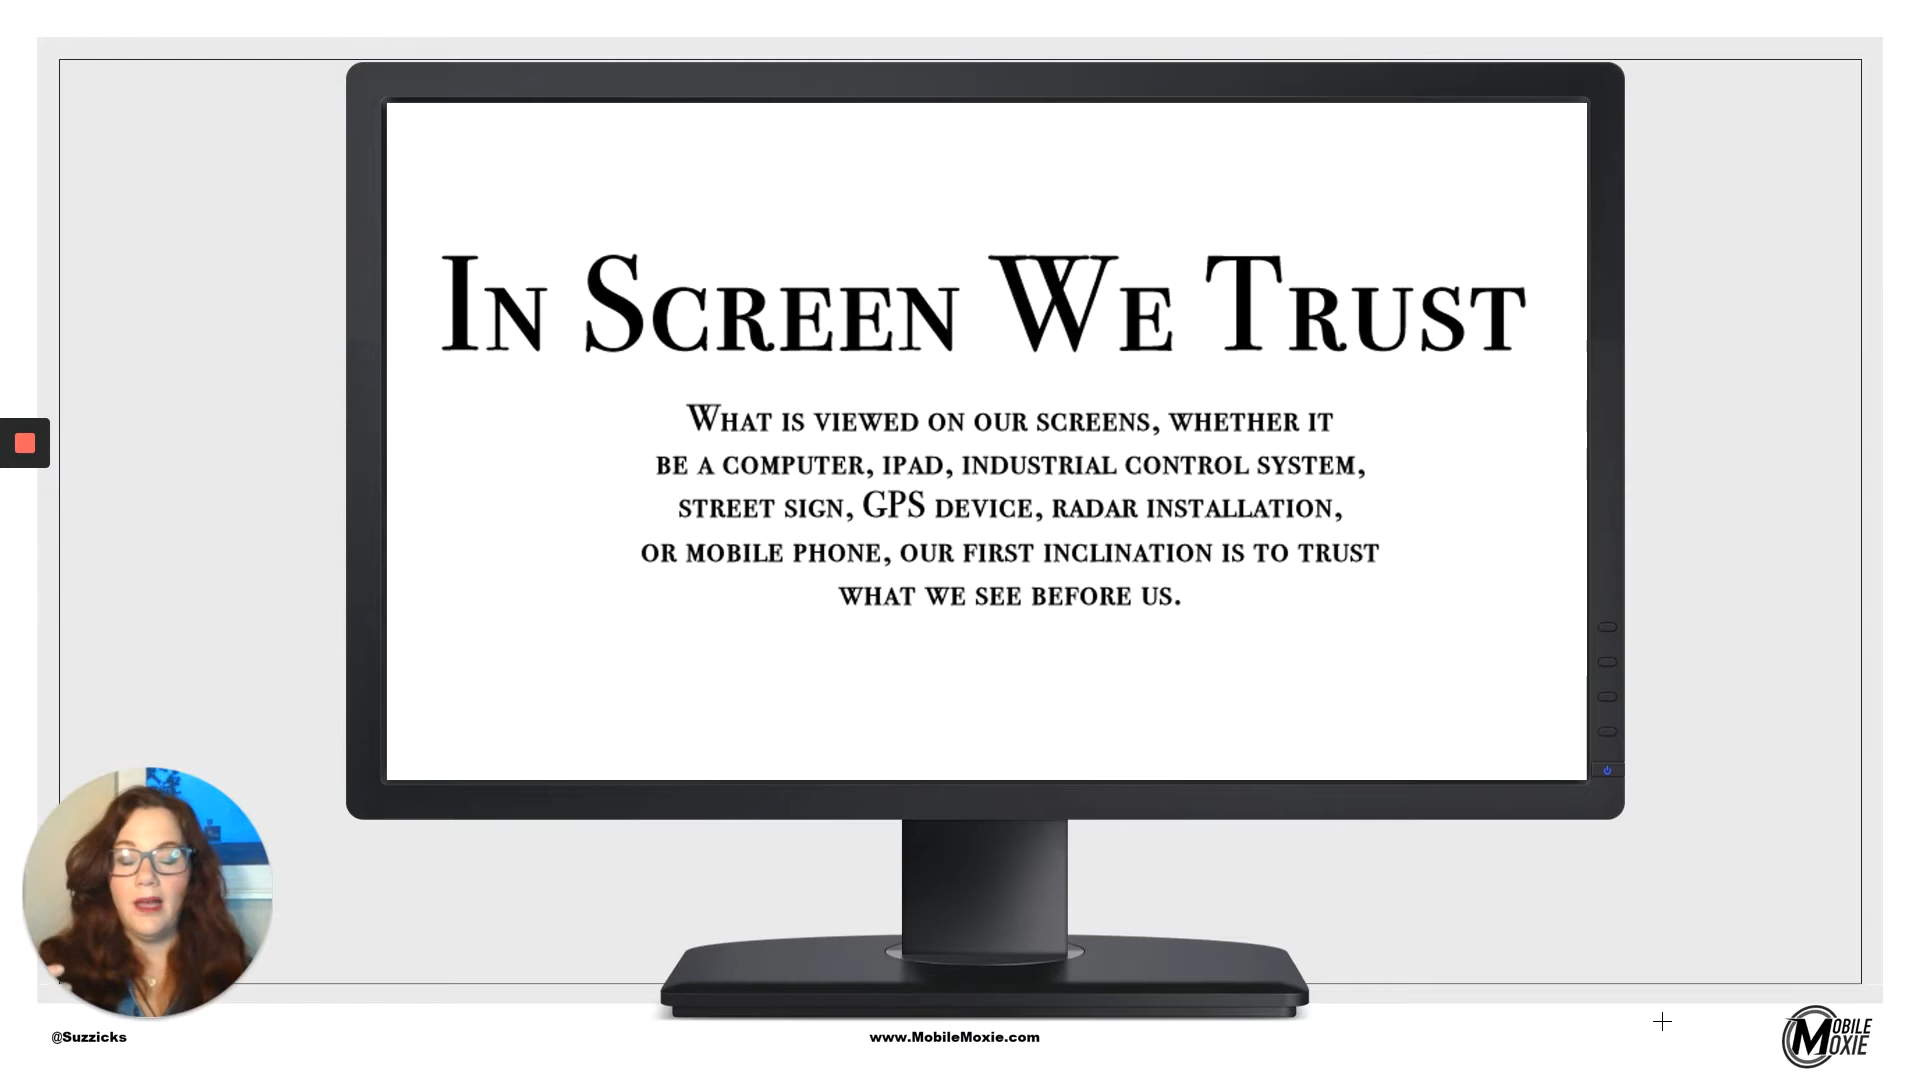 In Screen We Trust
What is viewed on our screens, whether it
be a computer, ipad, industrial control system,
street sign, GPS device, radar installation,
or mobile phone, our first inclination is to trust
what we see before us.
@Suzzicks
www.MobileMoxie.com
MOBILE
MOXIE